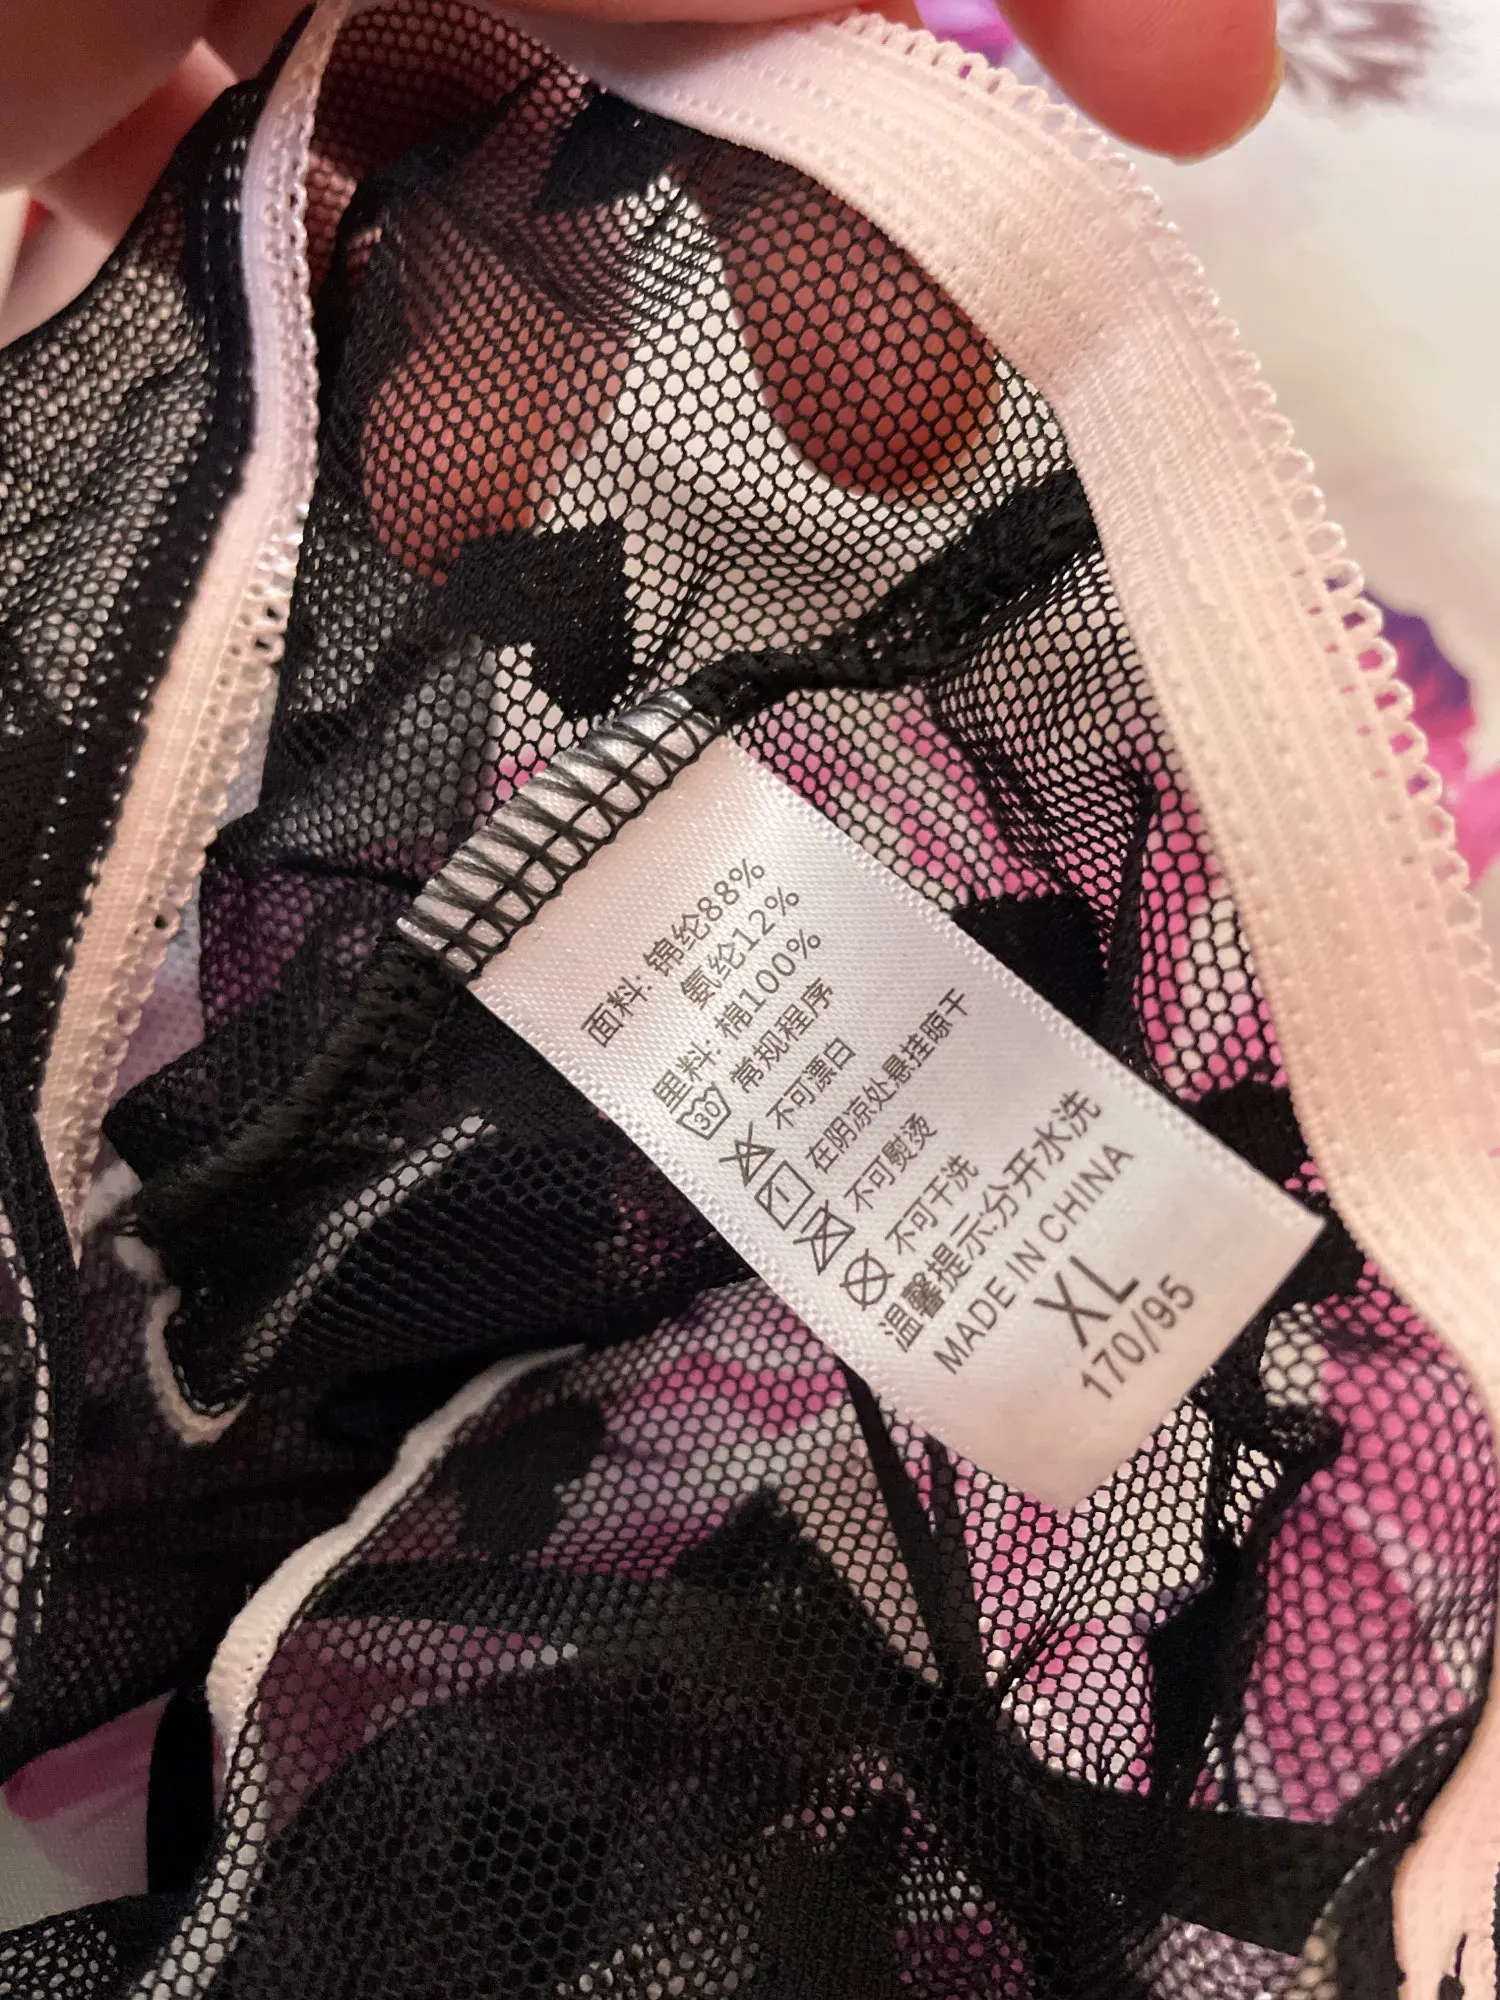 面料: 锦纶88%
氨纶12%
里料: 棉100%
30 常规程序
不可漂白
在阴凉处悬挂晾干
不可熨烫
不可干洗
温馨提示:分开水洗
MADE IN CHINA
XL
170/95